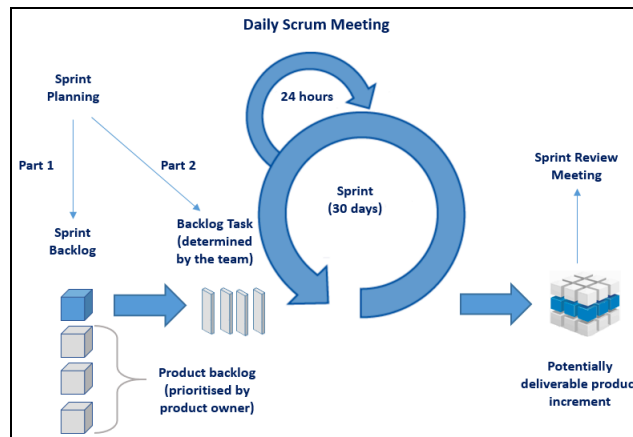 Daily Scrum Meeting
Sprint
Planning
24 hours
Part 1
Part 2
Sprint
Backlog
Backlog Task
(determined
by the team)
Sprint
(30 days)
Sprint Review
Meeting
Product backlog
(prioritised by
product owner)
Potentially
deliverable product
increment